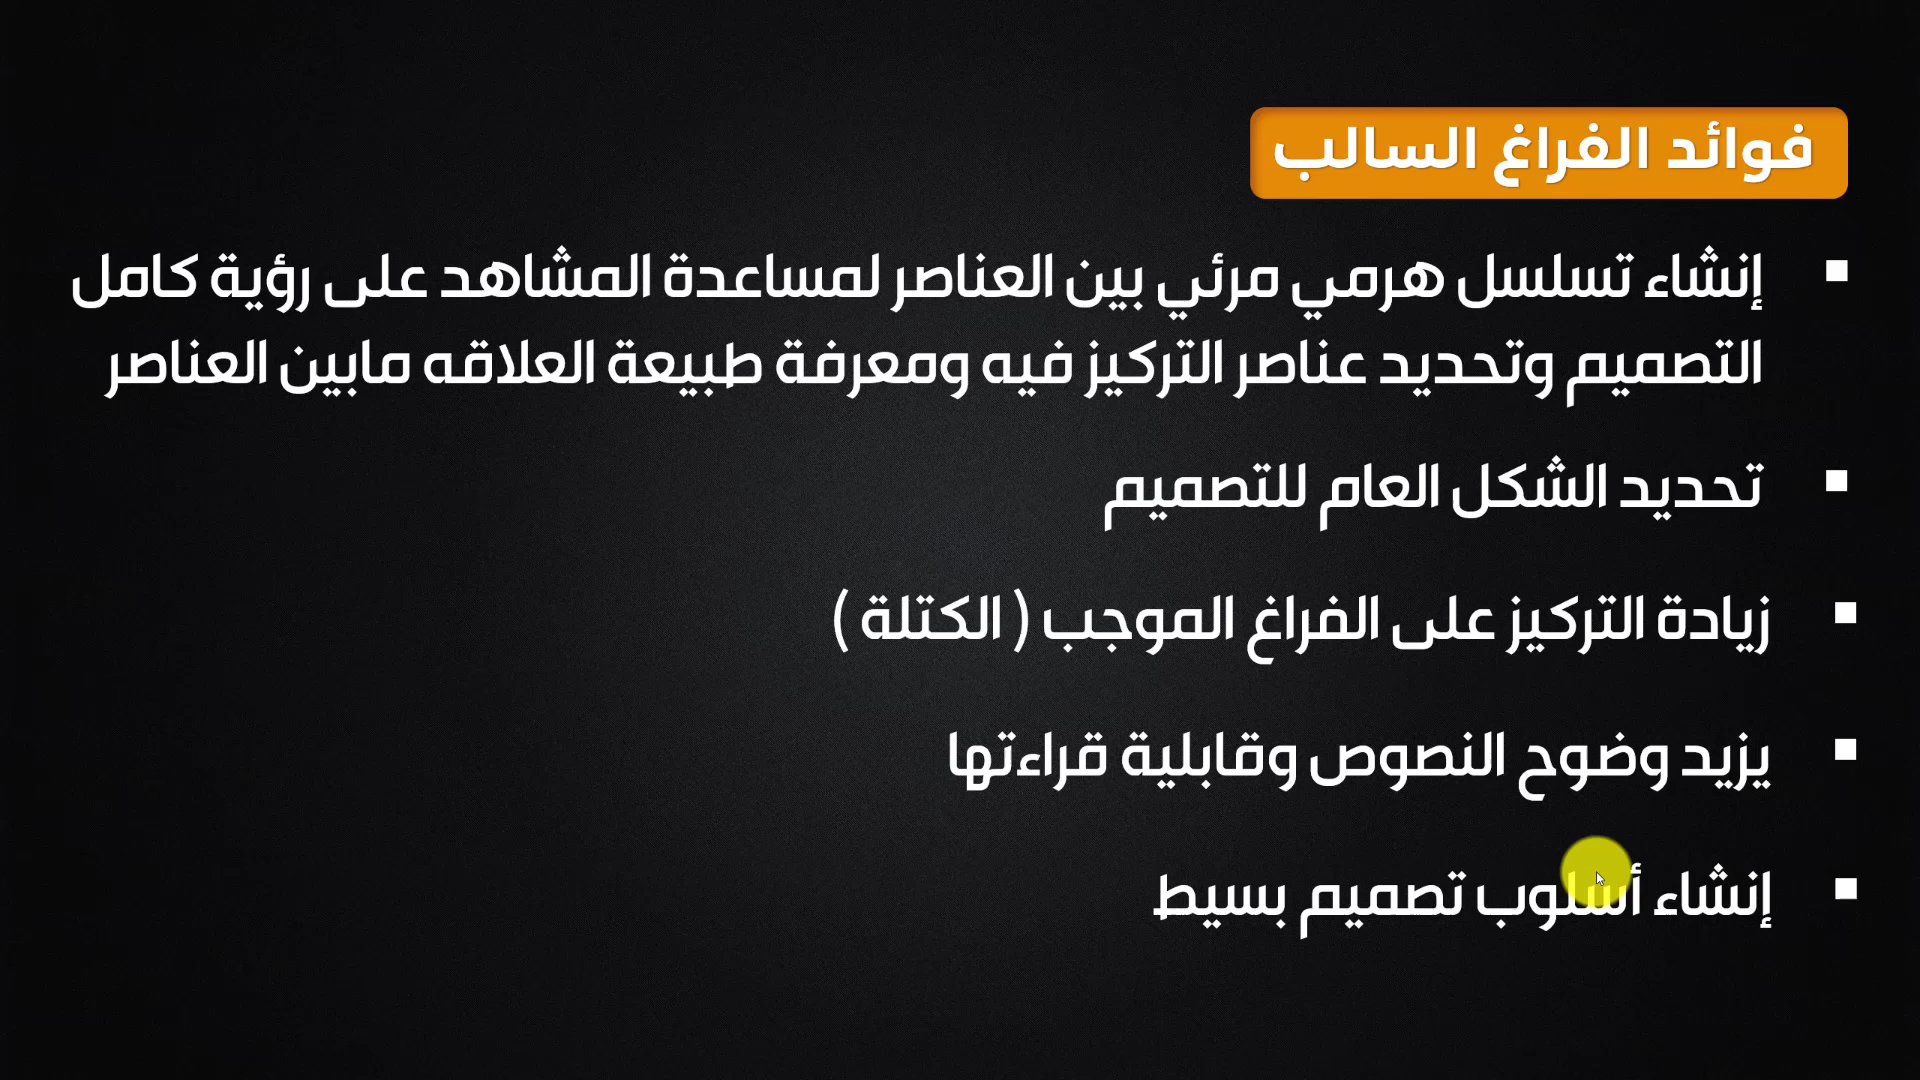 فوائد الفراغ السالب
▪ إنشاء تسلسل هرمي مرئي بين العناصر لمساعدة المشاهد على رؤية كامل
التصميم وتحديد عناصر التركيز فيه ومعرفة طبيعة العلاقه مابين العناصر
▪ تحديد الشكل العام للتصميم
▪ زيادة التركيز على الفراغ الموجب ( الكتلة )
▪ يزيد وضوح النصوص وقابلية قراءتها
▪ إنشاء أسلوب تصميم بسيط